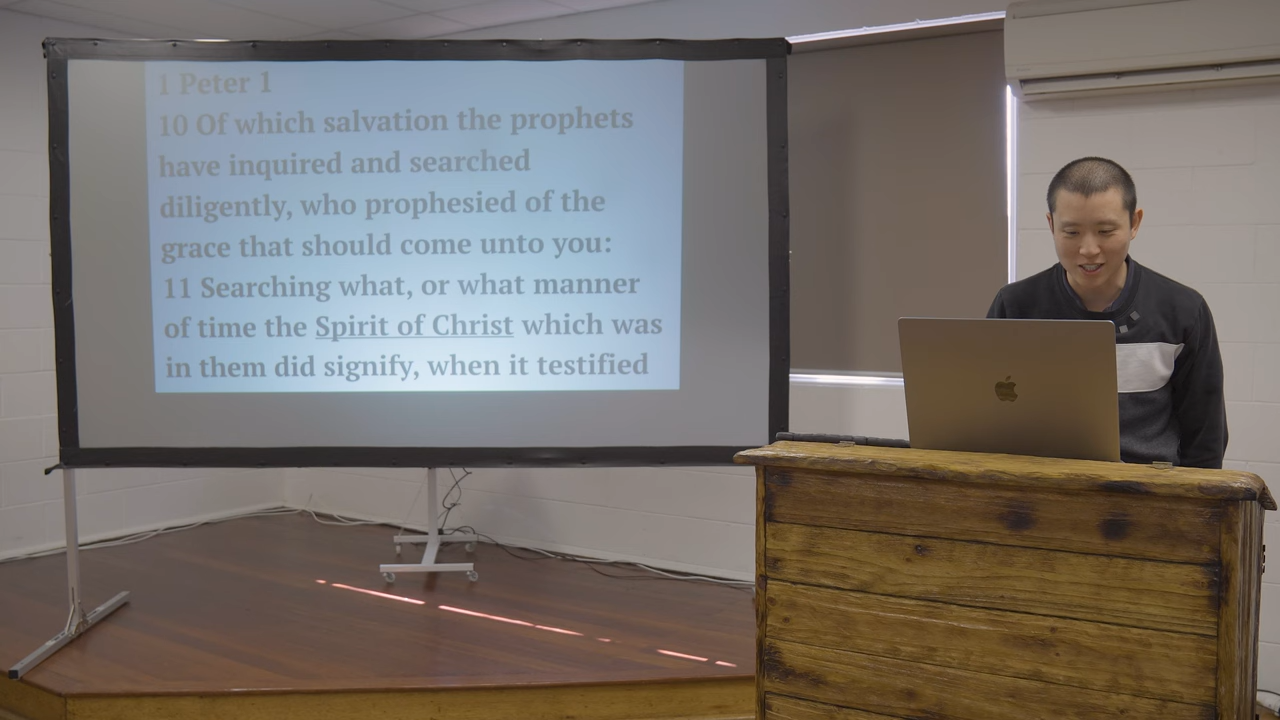 1 Peter 1
10 Of which salvation the prophets
have inquired and searched
diligently, who prophesied of the
grace that should come unto you:
11 Searching what, or what manner
of time the Spirit of Christ which was
in them did signify, when it testified